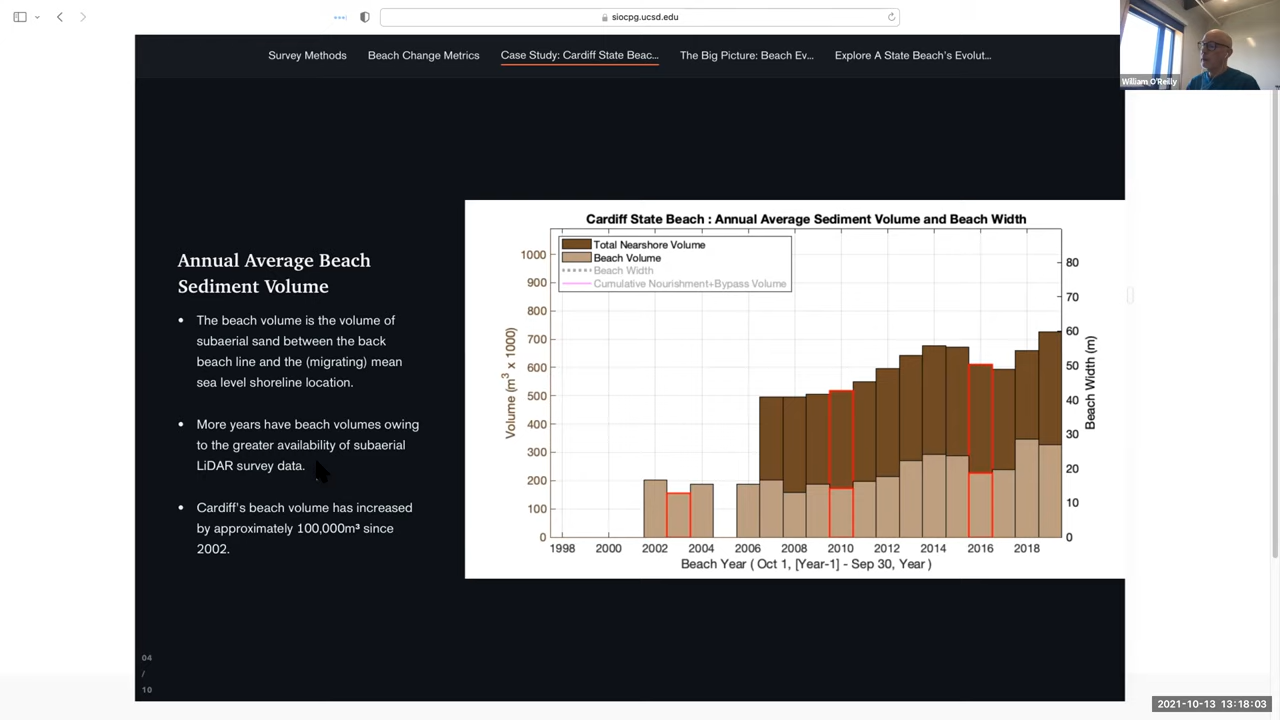 siocpg.ucsd.edu
William O'Reilly
Survey Methods
Beach Change Metrics
Case Study: Cardiff State Beac...
The Big Picture: Beach Ev...
Explore A State Beach's Evolut...
Annual Average Beach
Sediment Volume
• The beach volume is the volume of
subaerial sand between the back
beach line and the (migrating) mean
sea level shoreline location.
• More years have beach volumes owing
to the greater availability of subaerial
LiDAR survey data.
• Cardiff's beach volume has increased
by approximately 100,000m³ since
2002.
Cardiff State Beach : Annual Average Sediment Volume and Beach Width
Total Nearshore Volume
Beach Volume
Beach Width
Cumulative Nourishment+Bypass Volume
Volume (m³ x 1000)
1000
900
800
700
600
500
400
300
200
100
0
80
70
60
50
40
30
20
10
0
Beach Width (m)
1998 2000 2002 2004 2006 2008 2010 2012 2014 2016 2018
Beach Year ( Oct 1, [Year-1] - Sep 30, Year )
04
/
10
2021-10-13 13:18:03